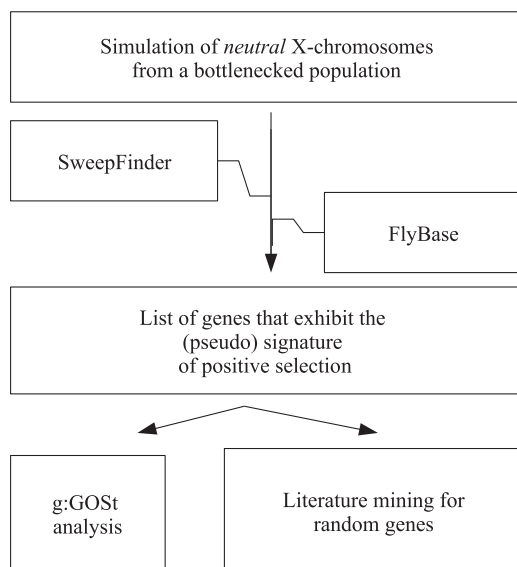 Simulation of neutral X-chromosomes
from a bottlenecked population
SweepFinder
FlyBase
List of genes that exhibit the
(pseudo) signature
of positive selection
g:GOSt
analysis
Literature mining for
random genes